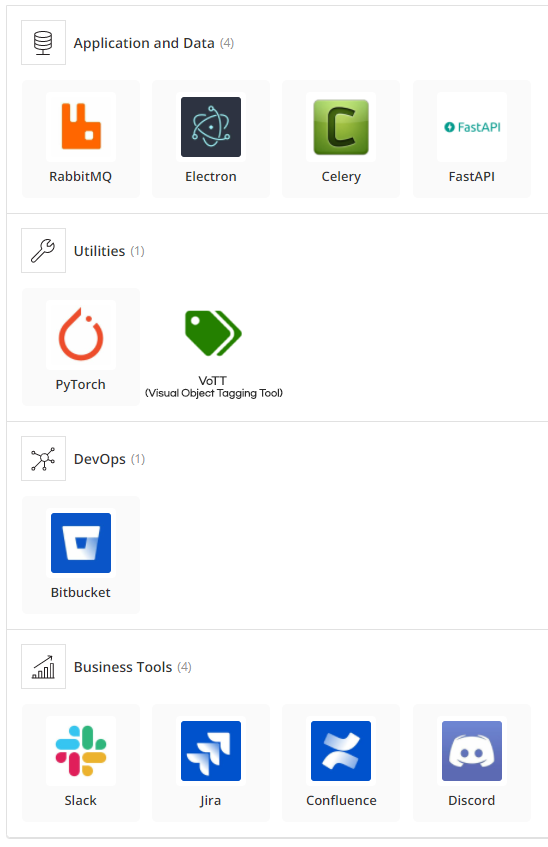 Application and Data (4)
RabbitMQ
Electron
Celery
FastAPI
FastAPI
Utilities (1)
PyTorch
VoTT
(Visual Object Tagging Tool)
DevOps (1)
Bitbucket
Business Tools (4)
Slack
Jira
Confluence
Discord